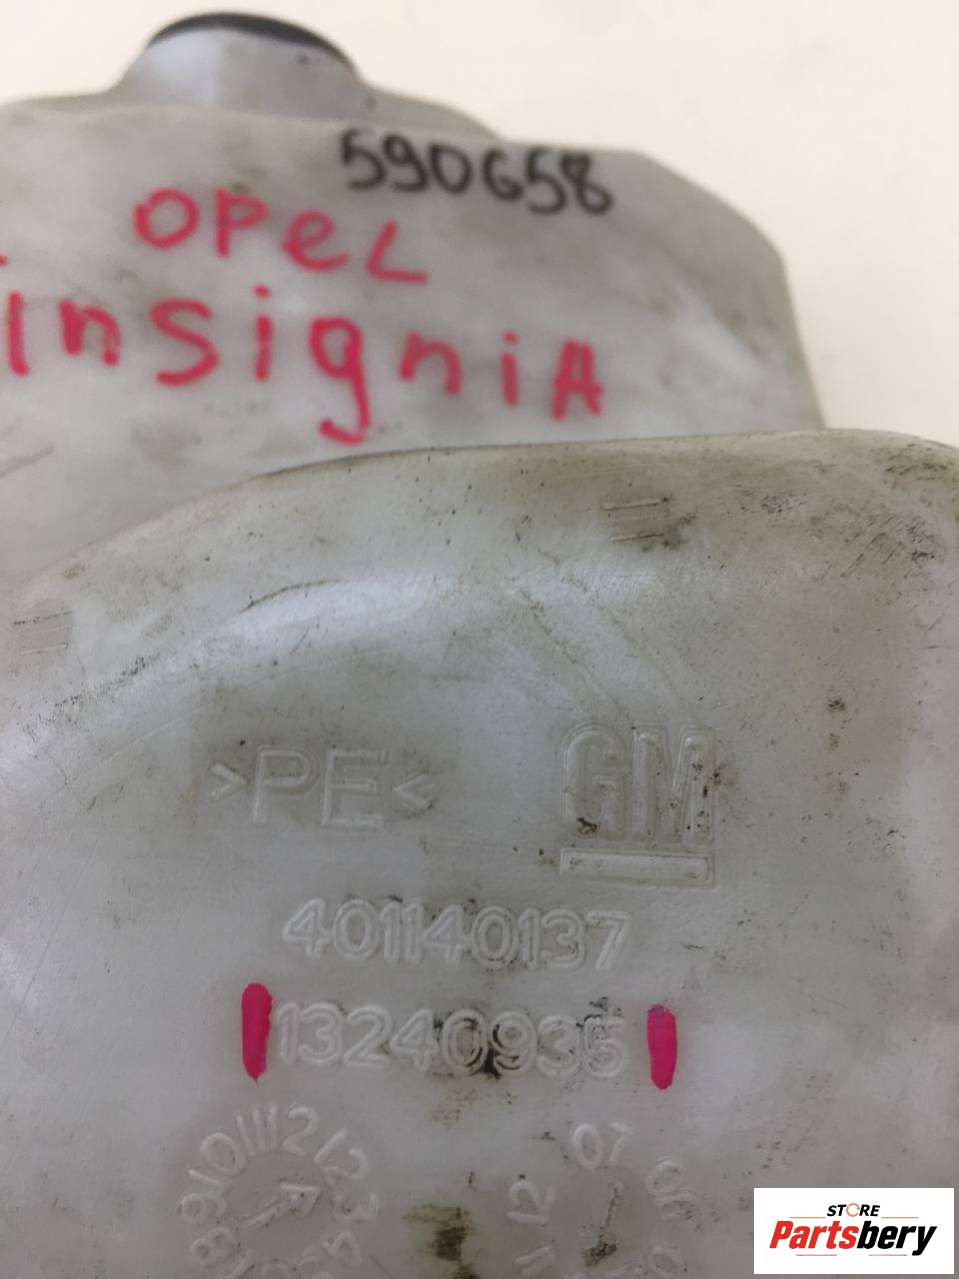 590658
OPeL
InSigniA
>PE< GM
401140137
13240935
STORE
Partsbery